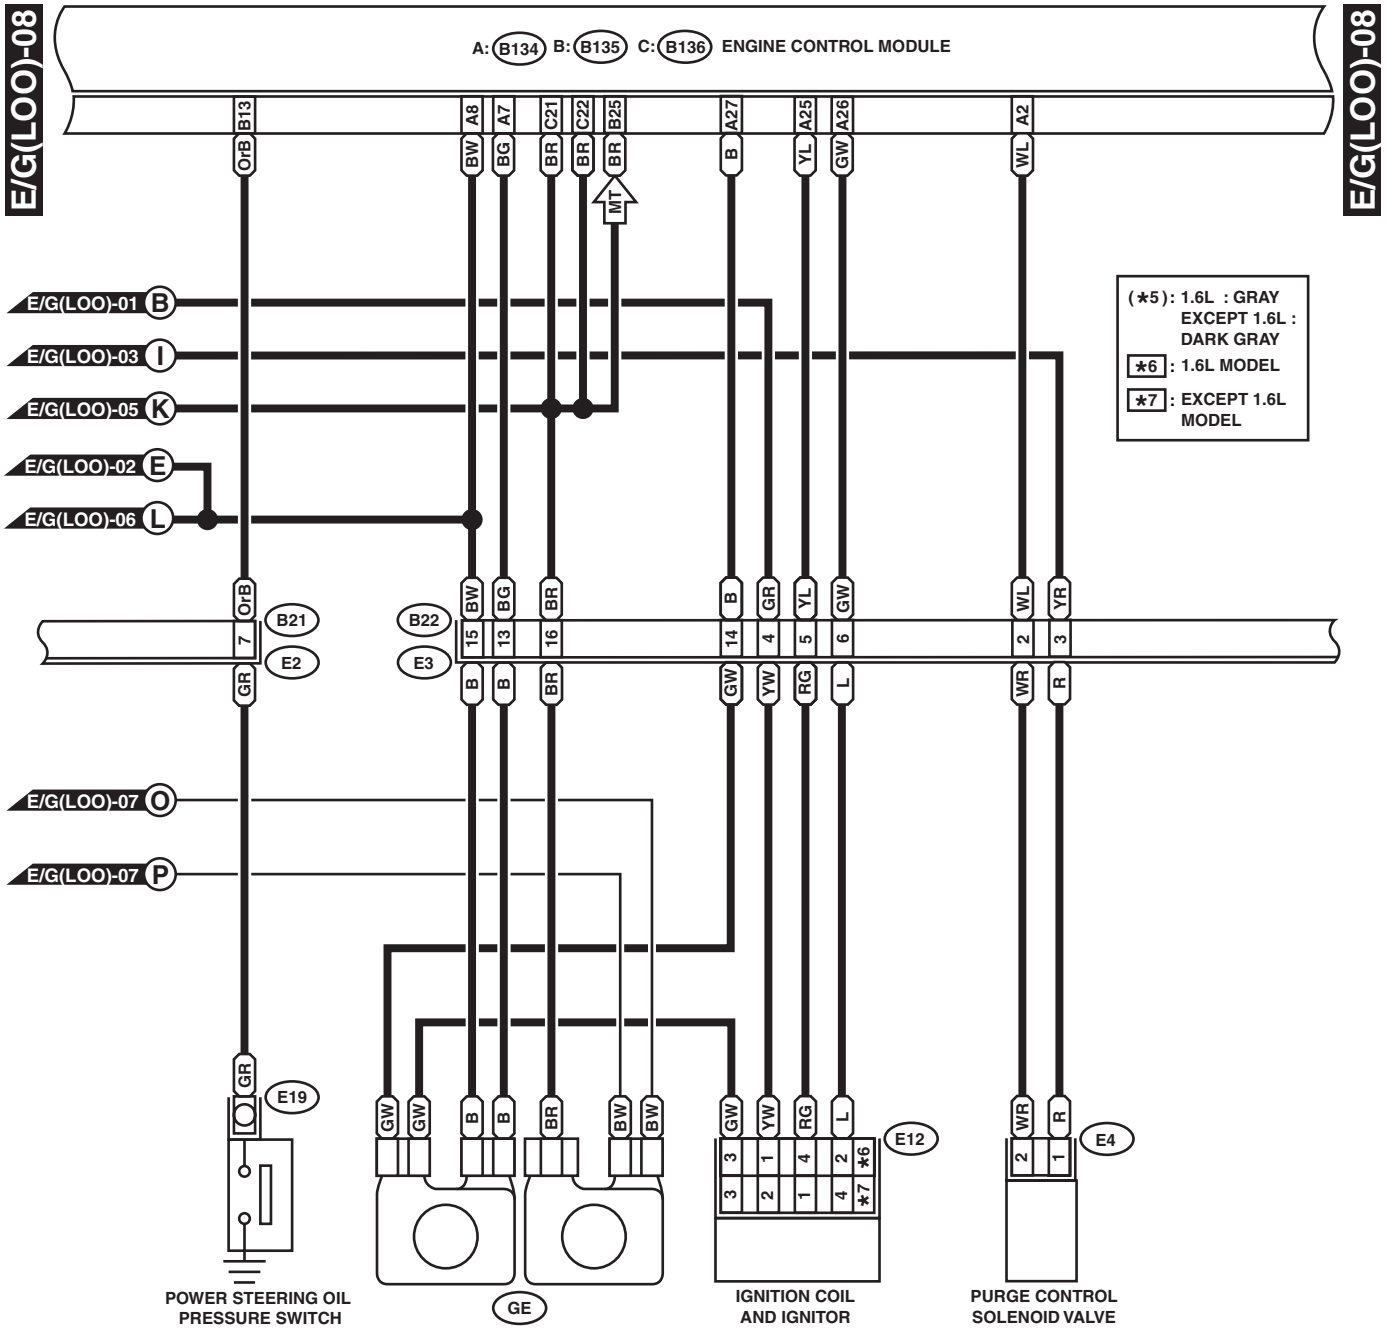 E/G(LOO)-08
E/G(LOO)-08
A: B134 B: B135 C: B136 ENGINE CONTROL MODULE
B13 A8 A7 C21 C22 B25 A27 A25 A26 A2
OrB BW BG BR BR BR B YL GW WL
MT
E/G(LOO)-01 B
E/G(LOO)-03 I
E/G(LOO)-05 K
E/G(LOO)-02 E
E/G(LOO)-06 L
(*5): 1.6L : GRAY
EXCEPT 1.6L :
DARK GRAY
*6 : 1.6L MODEL
*7 : EXCEPT 1.6L
MODEL
OrB BW BG BR B GR YL GW WL YR
B21 B22
7 15 13 16 14 4 5 6 2 3
E2 E3
GR B B BR GW YW RG L WR R
E/G(LOO)-07 O
E/G(LOO)-07 P
GR
E19
GW GW B B BR BW BW GW YW RG L WR R
3 1 4 2 *6 E12 2 1 E4
3 2 1 4 *7
POWER STEERING OIL
PRESSURE SWITCH
GE
IGNITION COIL
AND IGNITOR
PURGE CONTROL
SOLENOID VALVE